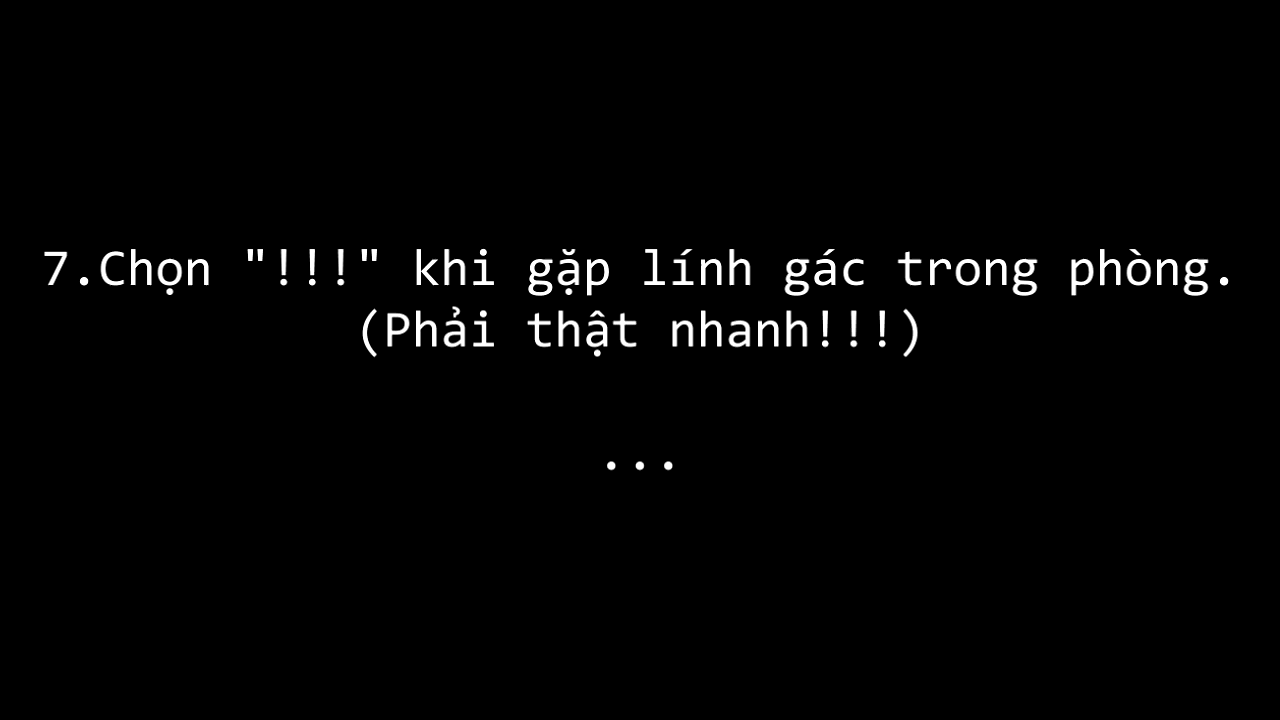 7.Chọn "!!!" khi gặp lính gác trong phòng.
(Phải thật nhanh!!!)
...